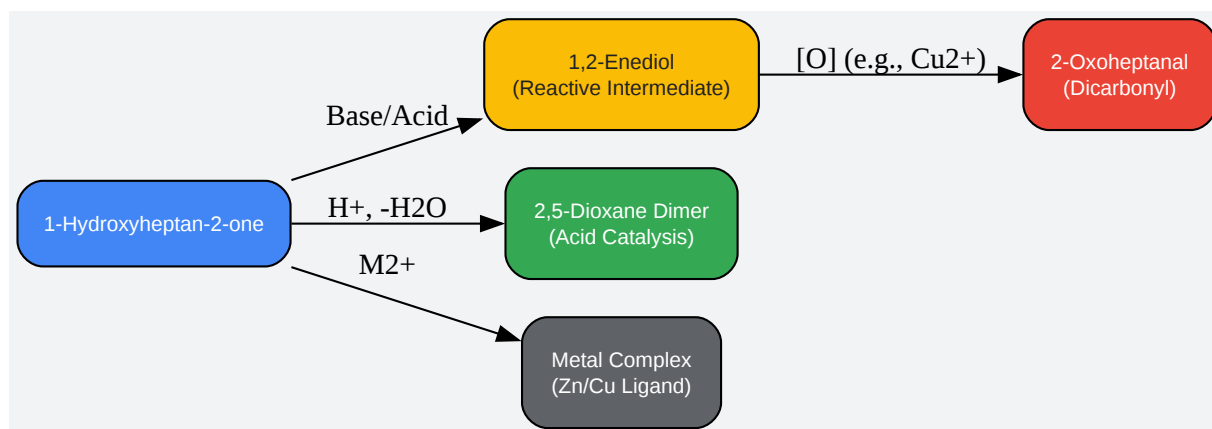 1,2-Enediol
(Reactive Intermediate)
[O] (e.g., Cu2+)
2-Oxoheptanal
(Dicarbonyl)
Base/Acid
1-Hydroxyheptan-2-one
H+, -H2O
2,5-Dioxane Dimer
(Acid Catalysis)
M2+
Metal Complex
(Zn/Cu Ligand)